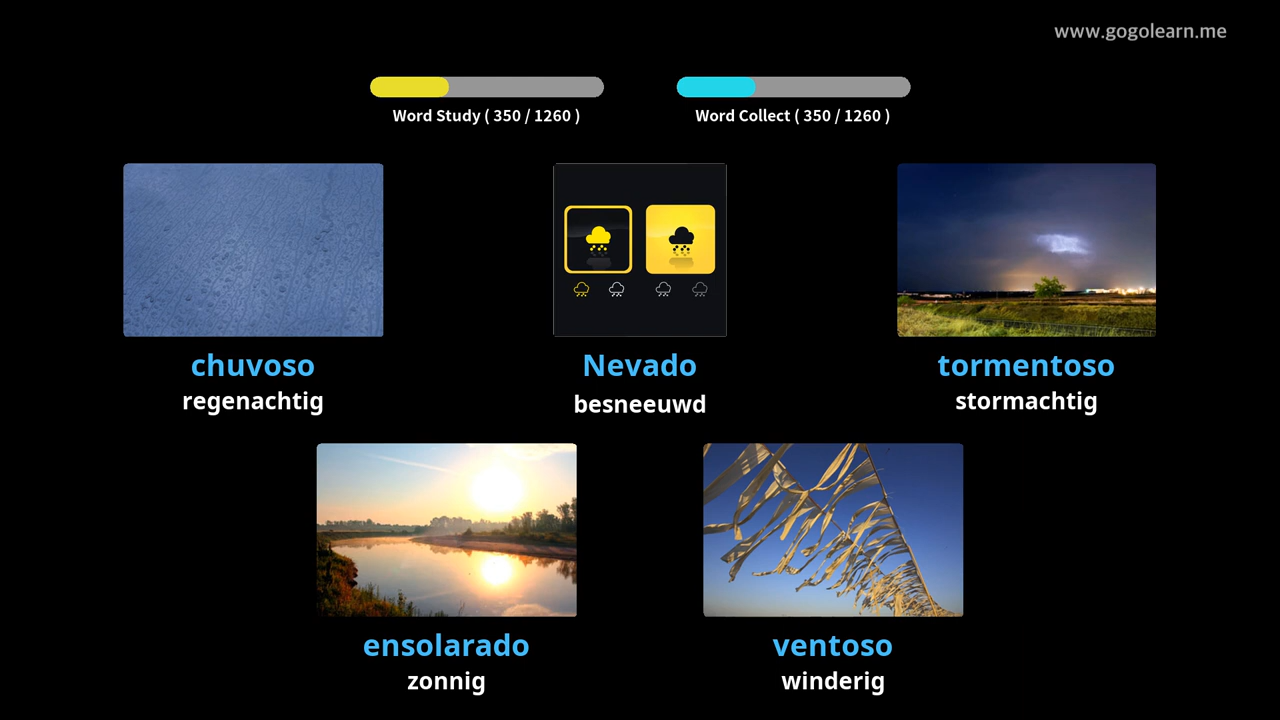 www.gogolearn.me
Word Study ( 350 / 1260 )
Word Collect ( 350 / 1260 )
chuvoso
regenachtig
Nevado
besneeuwd
tormentoso
stormachtig
ensolarado
zonnig
ventoso
winderig